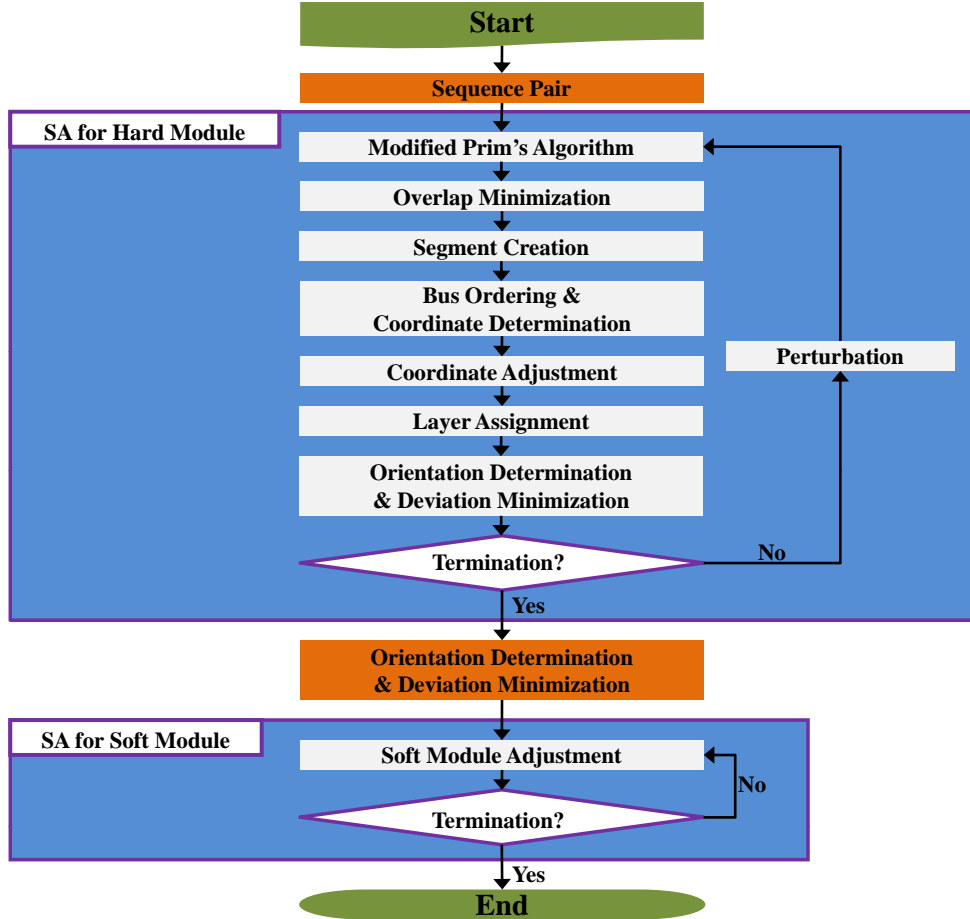 Start
Sequence Pair
SA for Hard Module
Modified Prim's Algorithm
Overlap Minimization
Segment Creation
Bus Ordering &
Coordinate Determination
Perturbation
Coordinate Adjustment
Layer Assignment
Orientation Determination
& Deviation Minimization
Termination?
No
Yes
Orientation Determination
& Deviation Minimization
SA for Soft Module
Soft Module Adjustment
No
Termination?
Yes
End